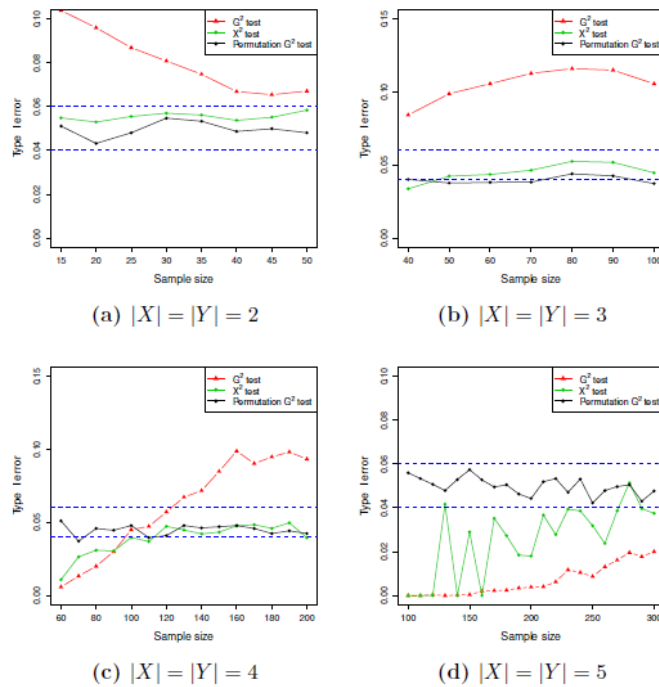 G² test
X² test
Permutation G² test
Type I error
0.00
0.02
0.04
0.06
0.08
0.10
15 20 25 30 35 40 45 50
Sample size
(a) |X| = |Y| = 2
G² test
X² test
Permutation G² test
Type I error
0.00
0.05
0.10
0.15
40 50 60 70 80 90 100
Sample size
(b) |X| = |Y| = 3
G² test
X² test
Permutation G² test
Type I error
0.00
0.05
0.10
0.15
60 80 100 120 140 160 180 200
Sample size
(c) |X| = |Y| = 4
G² test
X² test
Permutation G² test
Type I error
0.00
0.02
0.04
0.06
0.08
0.10
100 150 200 250 300
Sample size
(d) |X| = |Y| = 5